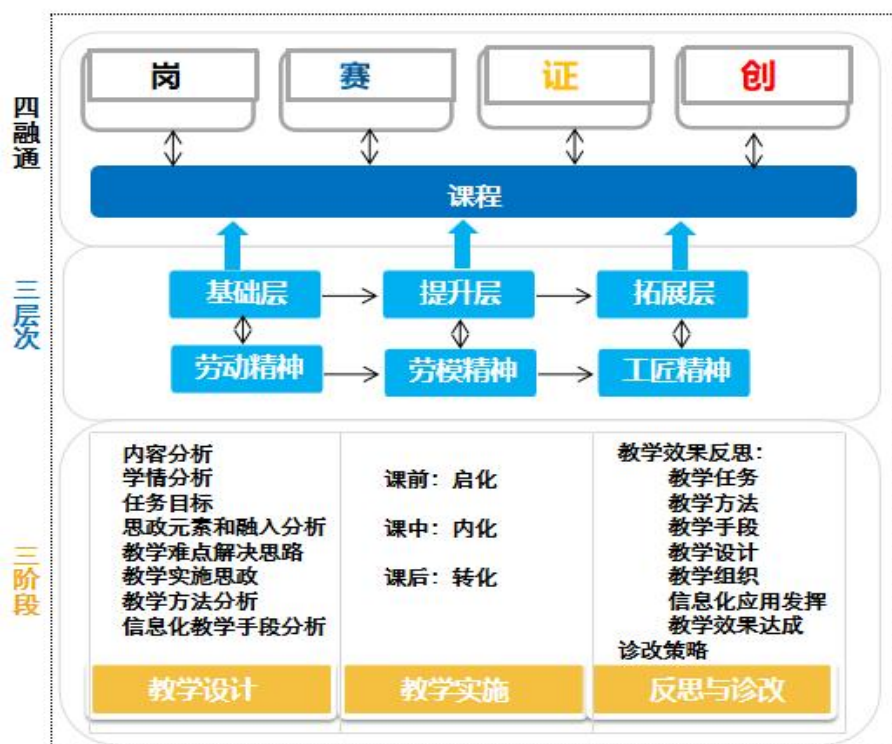 四融通
岗
赛
证
创
课程
三层次
基础层
提升层
拓展层
劳动精神
劳模精神
工匠精神
三阶段
内容分析
学情分析
任务目标
思政元素和融入分析
教学难点解决思路
教学实施思政
教学方法分析
信息化教学手段分析
教学设计
课前：启化
课中：内化
课后：转化
教学实施
教学效果反思：
教学任务
教学方法
教学手段
教学设计
教学组织
信息化应用发挥
教学效果达成
诊改策略
反思与诊改